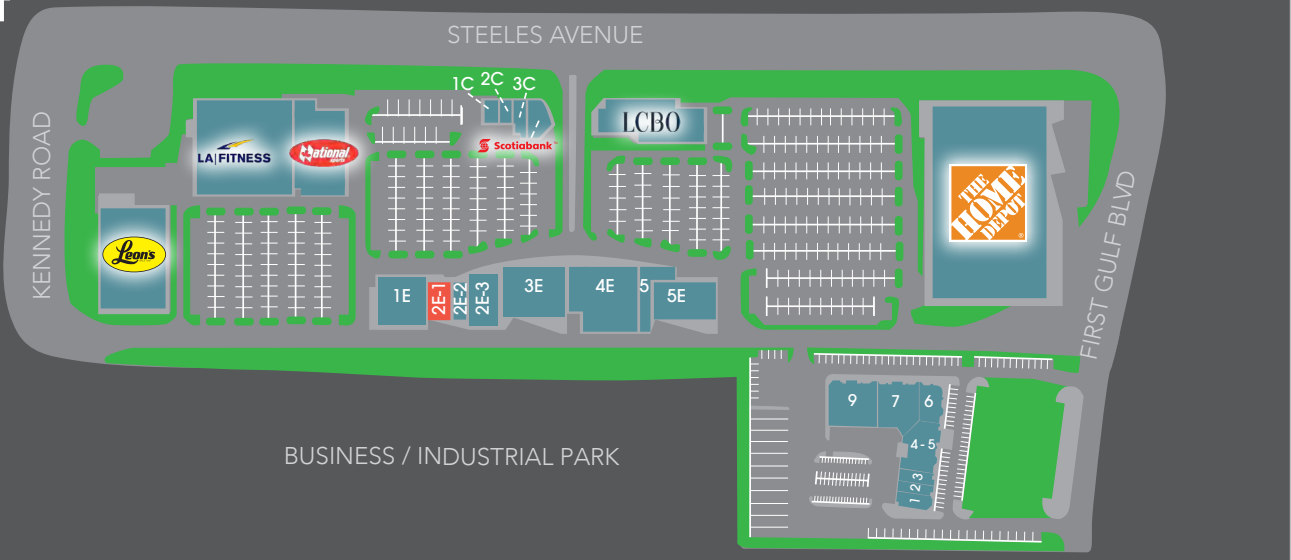 STEELES AVENUE
KENNEDY ROAD
1C 2C 3C
LA FITNESS
National
sports
Scotiabank
LCBO
THE
HOME
DEPOT
FIRST GULF BLVD
Leon's
1E
2E-1
2E-2
2E-3
3E
4E
5
5E
9
7
6
4-5
3
2
1
BUSINESS / INDUSTRIAL PARK